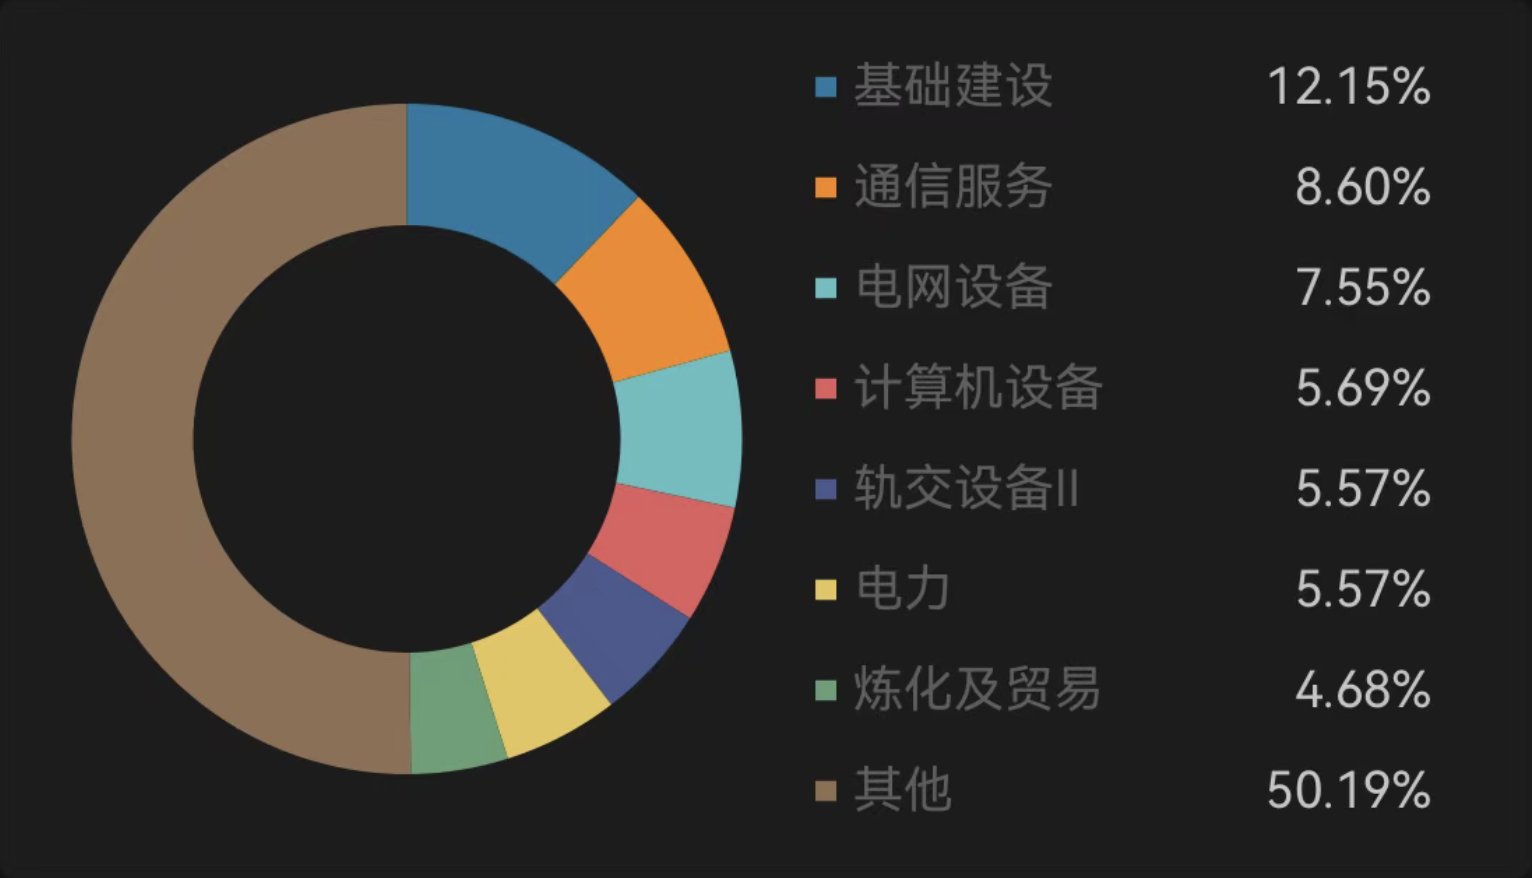 基础建设 12.15%
通信服务 8.60%
电网设备 7.55%
计算机设备 5.69%
轨交设备II 5.57%
电力 5.57%
炼化及贸易 4.68%
其他 50.19%